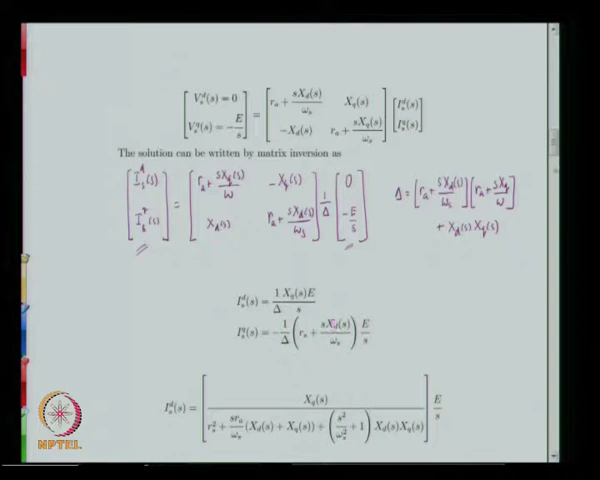 [V_s^d(s) = 0; V_s^q(s) = -E/s] = [r_a + sX_d(s)/ω_s, X_q(s); -X_d(s), r_a + sX_q(s)/ω_s] [I_s^d(s); I_s^q(s)]
The solution can be written by matrix inversion as
[I_s^d(s); I_s^q(s)] = [r_a + sX_q(s)/ω, -X_q(s); X_d(s), r_a + sX_d(s)/ω_s] 1/Δ [0; -E/s]
Δ = [r_a + sX_d(s)/ω_s] [r_a + sX_q/ω]
+ X_d(s) X_q(s)
I_s^d(s) = 1/Δ X_q(s)E/s
I_s^q(s) = -1/Δ (r_a + sX_d(s)/ω_s) E/s
I_s^d(s) = [X_q(s) / (r_a^2 + sr_a/ω_s (X_d(s) + X_q(s)) + (s^2/ω_s^2 + 1) X_d(s)X_q(s))] E/s
NPTEL